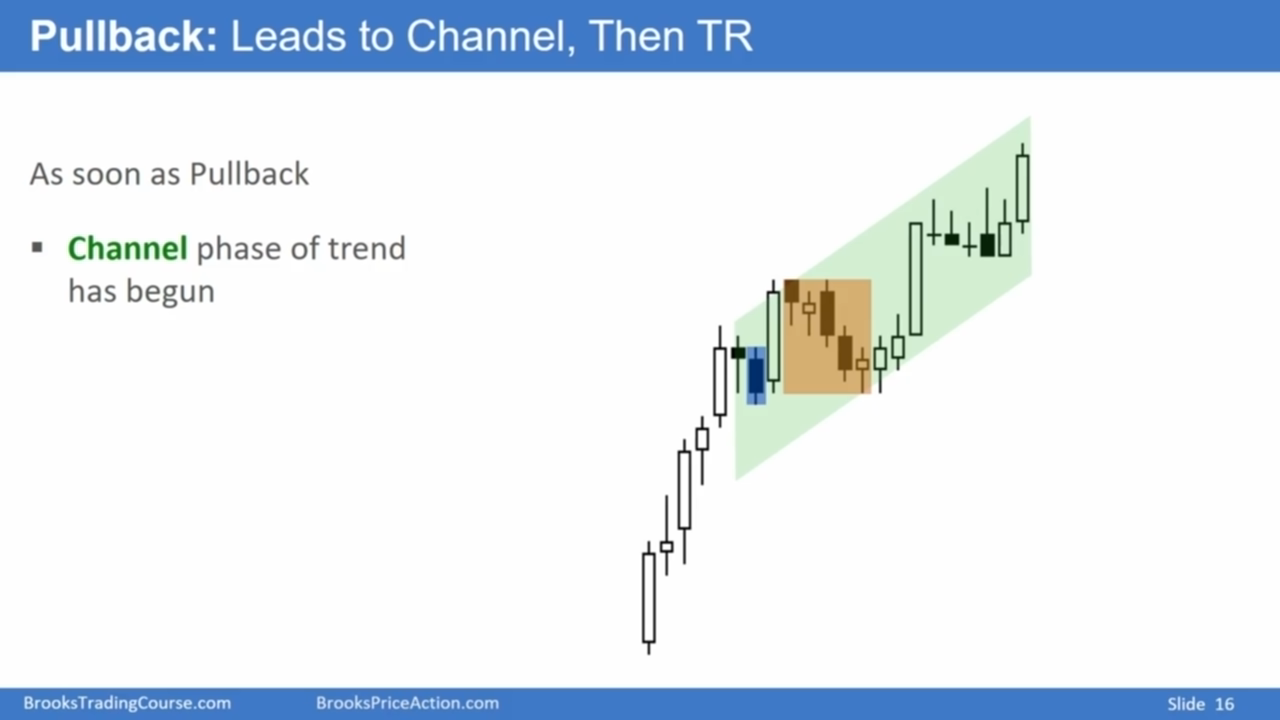 Pullback: Leads to Channel, Then TR
As soon as Pullback
▪ Channel phase of trend
has begun
BrooksTradingCourse.com
BrooksPriceAction.com
Slide 16